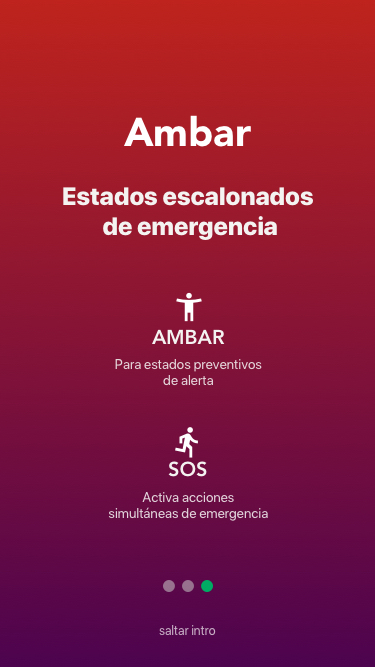 Ambar
Estados escalonados
de emergencia
AMBAR
Para estados preventivos
de alerta
SOS
Activa acciones
simultáneas de emergencia
saltar intro